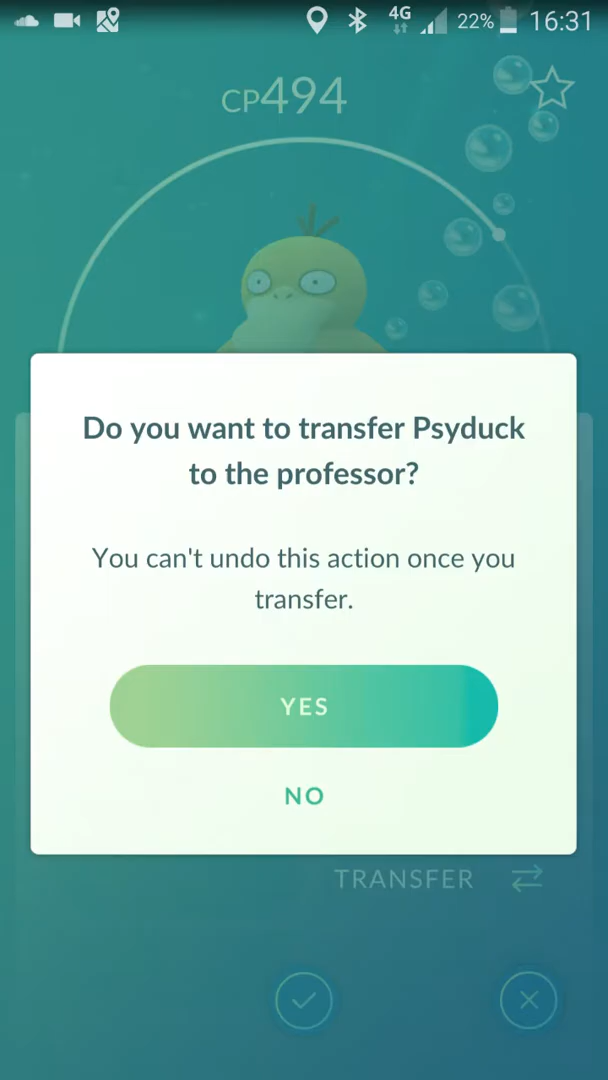 4G 22% 16:31
CP494
Do you want to transfer Psyduck
to the professor?
You can't undo this action once you
transfer.
YES
NO
TRANSFER